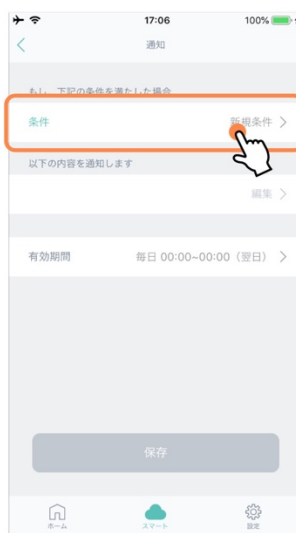 17:06
100%
通知
もし、下記の条件を満たした場合
条件 新規条件
以下の内容を通知します
編集
有効期間 毎日 00:00~00:00（翌日）
保存
ホーム スマート 設定